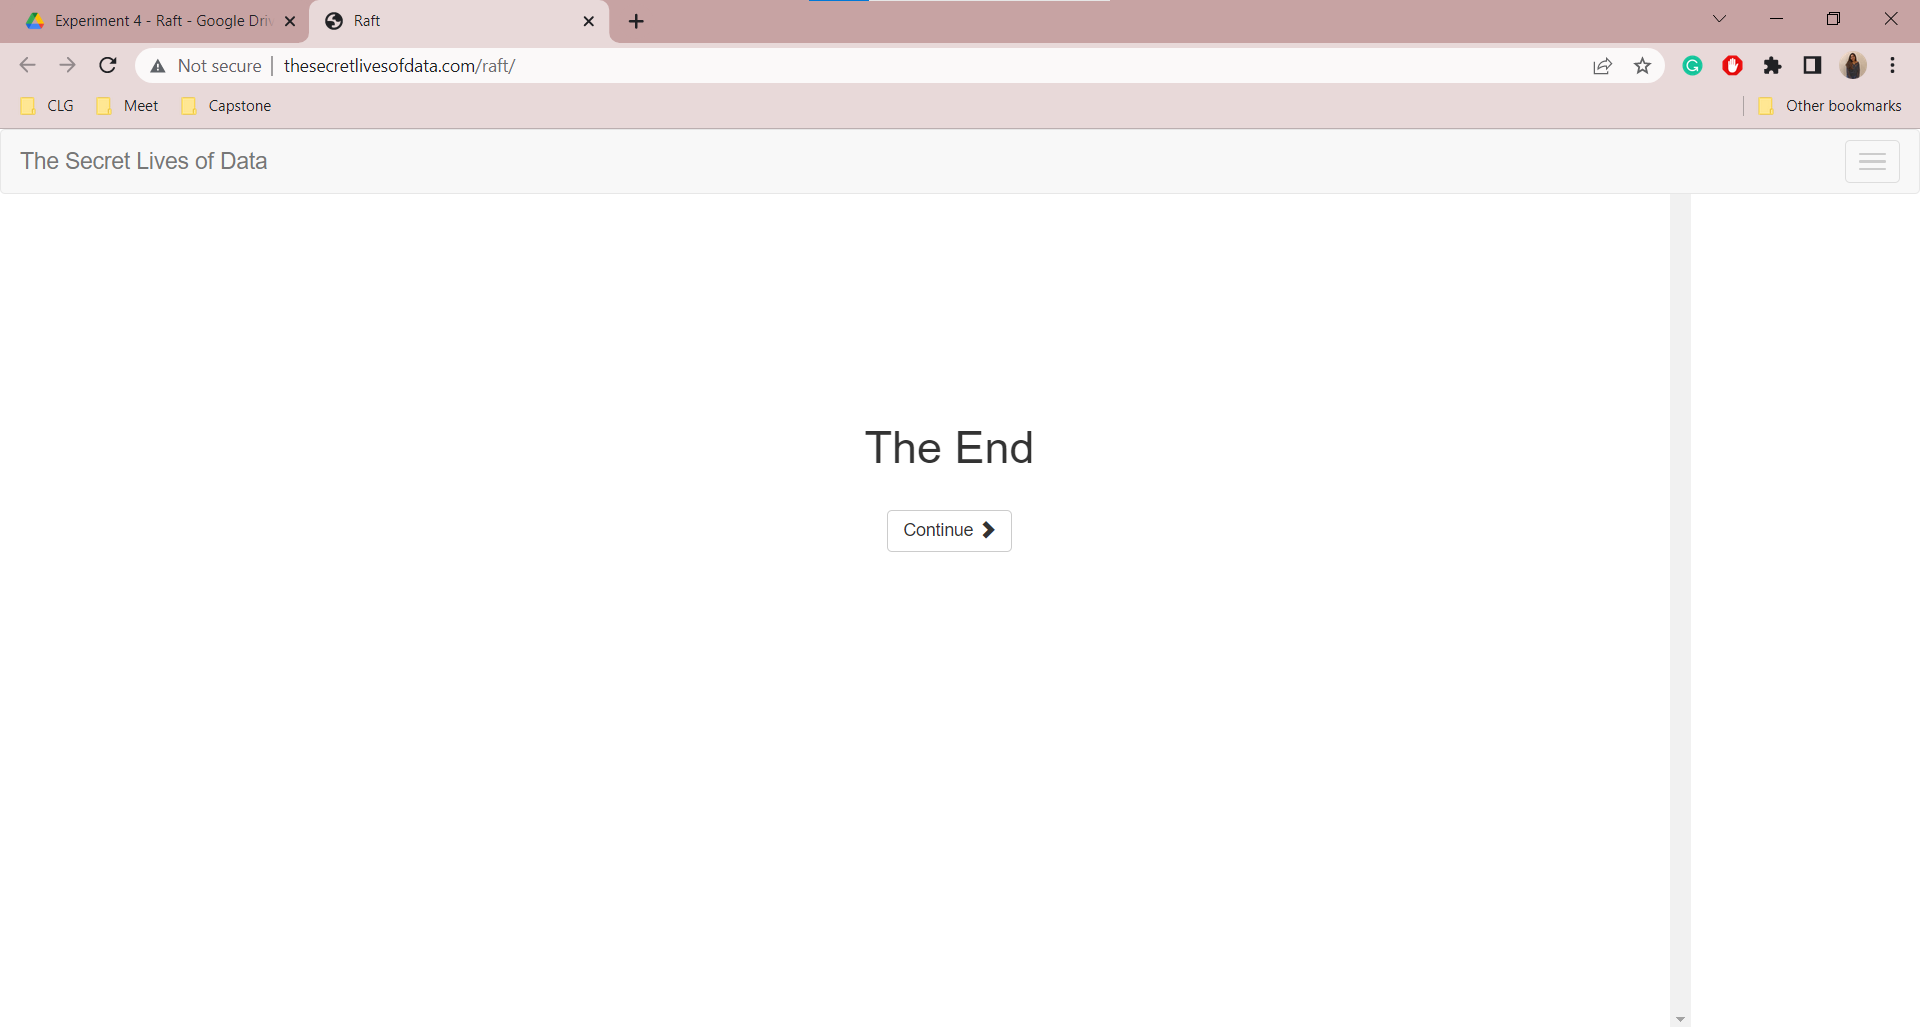 Experiment 4 - Raft - Google Driv
Raft
Not secure
thesecretlivesofdata.com/raft/
CLG
Meet
Capstone
Other bookmarks
The Secret Lives of Data
The End
Continue